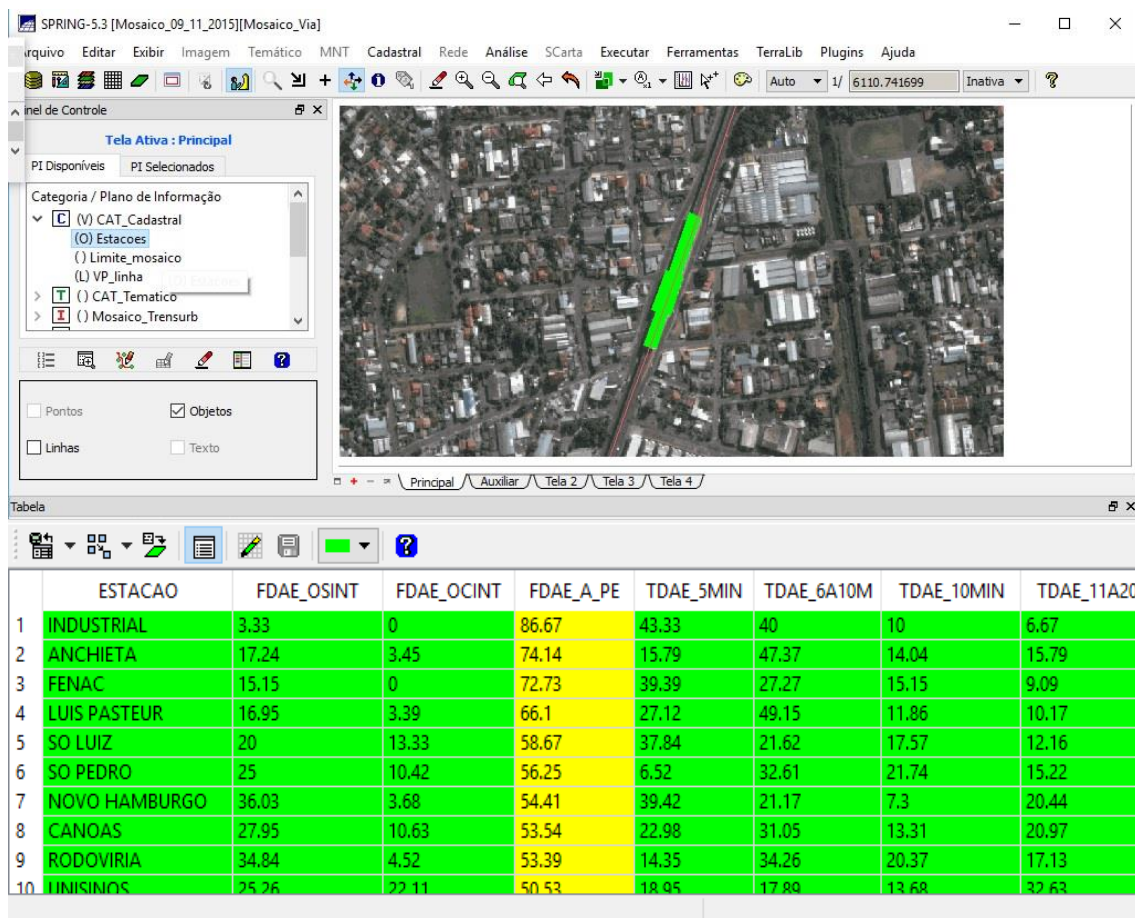 SPRING-5.3 [Mosaico_09_11_2015][Mosaico_Via]
rquivo Editar Exibir Imagem Temático MNT Cadastral Rede Análise SCarta Executar Ferramentas TerraLib Plugins Ajuda
Auto 1/ 6110.741699 Inativa
inel de Controle
Tela Ativa : Principal
PI Disponíveis PI Selecionados
Categoria / Plano de Informação
C (V) CAT_Cadastral
(O) Estacoes
() Limite_mosaico
(L) VP_linha
T () CAT_Tematico
I () Mosaico_Trensurb
Pontos Objetos
Linhas Texto
Principal Auxiliar Tela 2 Tela 3 Tela 4
Tabela
ESTACAO FDAE_OSINT FDAE_OCINT FDAE_A_PE TDAE_5MIN TDAE_6A10M TDAE_10MIN TDAE_11A20
1 INDUSTRIAL 3.33 0 86.67 43.33 40 10 6.67
2 ANCHIETA 17.24 3.45 74.14 15.79 47.37 14.04 15.79
3 FENAC 15.15 0 72.73 39.39 27.27 15.15 9.09
4 LUIS PASTEUR 16.95 3.39 66.1 27.12 49.15 11.86 10.17
5 SO LUIZ 20 13.33 58.67 37.84 21.62 17.57 12.16
6 SO PEDRO 25 10.42 56.25 6.52 32.61 21.74 15.22
7 NOVO HAMBURGO 36.03 3.68 54.41 39.42 21.17 7.3 20.44
8 CANOAS 27.95 10.63 53.54 22.98 31.05 13.31 20.97
9 RODOVIRIA 34.84 4.52 53.39 14.35 34.26 20.37 17.13
10 UNISINOS 25.26 22.11 50.53 18.95 17.89 13.68 32.63